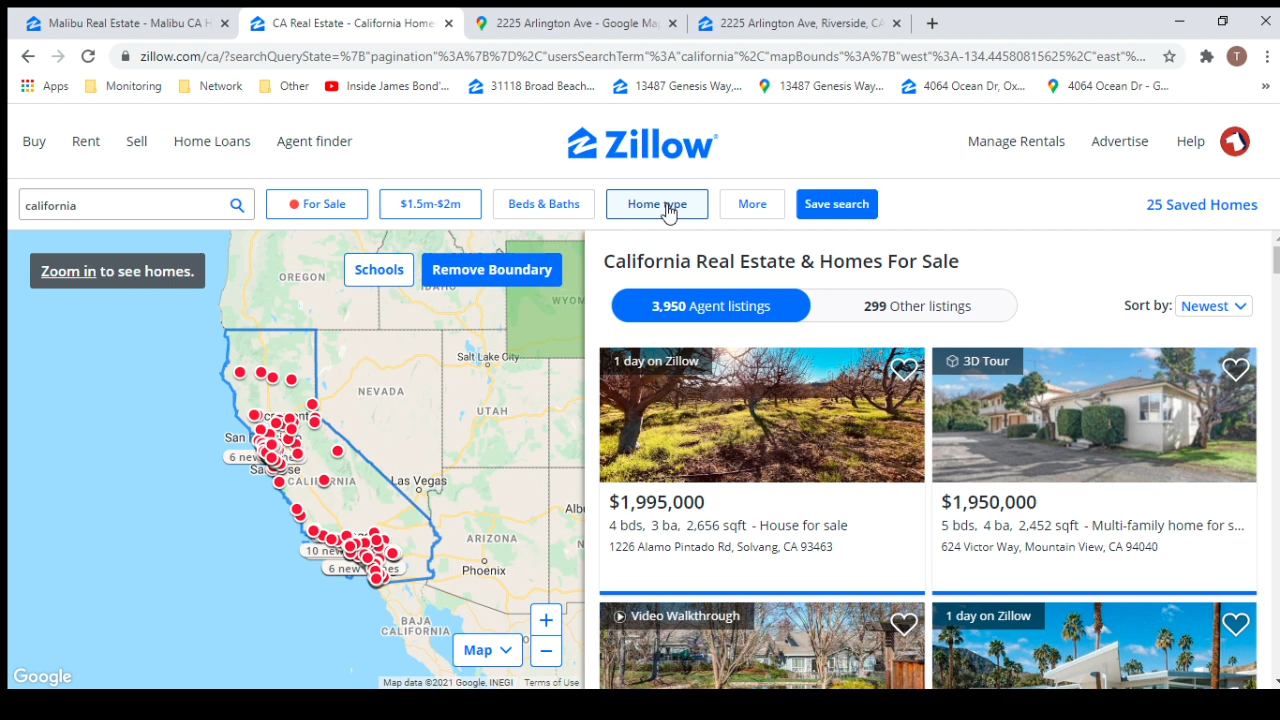 Malibu Real Estate - Malibu CA H
CA Real Estate - California Home
2225 Arlington Ave - Google Ma
2225 Arlington Ave, Riverside, CA
zillow.com/ca/?searchQueryState=%7B"pagination"%3A%7B%7D%2C"usersSearchTerm"%3A"california"%2C"mapBounds"%3A%7B"west"%3A-134.44580815625%2C"east"%...
T
Apps
Monitoring
Network
Other
Inside James Bond'...
31118 Broad Beach...
13487 Genesis Way,...
13487 Genesis Way...
4064 Ocean Dr, Ox...
4064 Ocean Dr - G...
Buy
Rent
Sell
Home Loans
Agent finder
Zillow
Manage Rentals
Advertise
Help
california
For Sale
$1.5m-$2m
Beds & Baths
Home type
More
Save search
25 Saved Homes
Zoom in to see homes.
Schools
Remove Boundary
OREGON
WYOM
Salt Lake City
NEVADA
UTAH
San
6 new
CALIFORNIA
Las Vegas
Albu
ARIZONA
10 new
6 new
Phoenix
BAJA
CALIFORNIA
Map
Google
Map data ©2021 Google, INEGI
Terms of Use
California Real Estate & Homes For Sale
3,950 Agent listings
299 Other listings
Sort by: Newest
1 day on Zillow
$1,995,000
4 bds, 3 ba, 2,656 sqft - House for sale
1226 Alamo Pintado Rd, Solvang, CA 93463
3D Tour
$1,950,000
5 bds, 4 ba, 2,452 sqft - Multi-family home for s...
624 Victor Way, Mountain View, CA 94040
Video Walkthrough
1 day on Zillow